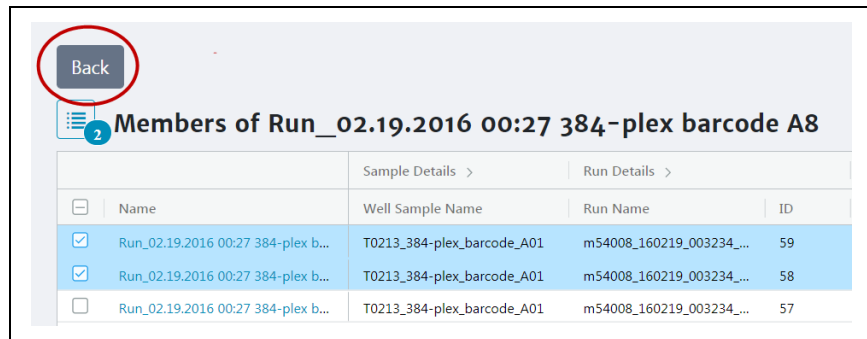 Back
2
Members of Run_02.19.2016 00:27 384-plex barcode A8
Sample Details > Run Details >
Name Well Sample Name Run Name ID
Run_02.19.2016 00:27 384-plex b... T0213_384-plex_barcode_A01 m54008_160219_003234_... 59
Run_02.19.2016 00:27 384-plex b... T0213_384-plex_barcode_A01 m54008_160219_003234_... 58
Run_02.19.2016 00:27 384-plex b... T0213_384-plex_barcode_A01 m54008_160219_003234_... 57